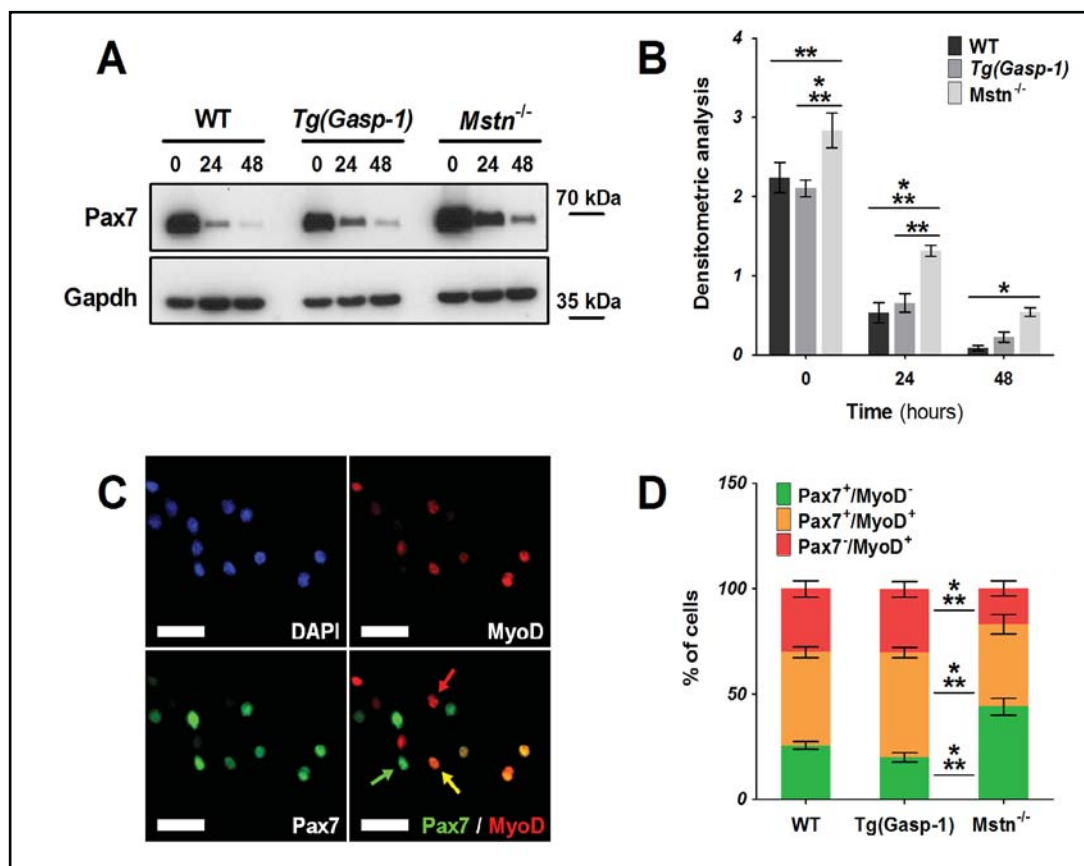 A
WT Tg(Gasp-1) Mstn-/-
0 24 48 0 24 48 0 24 48
Pax7
70 kDa
Gapdh
35 kDa
B
WT
Tg(Gasp-1)
Mstn-/-
**
*
**
*
**
**
*
Densitometric analysis
4
3
2
1
0
0 24 48
Time (hours)
C
DAPI
MyoD
Pax7
Pax7 / MyoD
D
Pax7+/MyoD-
Pax7+/MyoD+
Pax7-/MyoD+
% of cells
150
100
50
0
*
**
*
**
*
**
WT Tg(Gasp-1) Mstn-/-